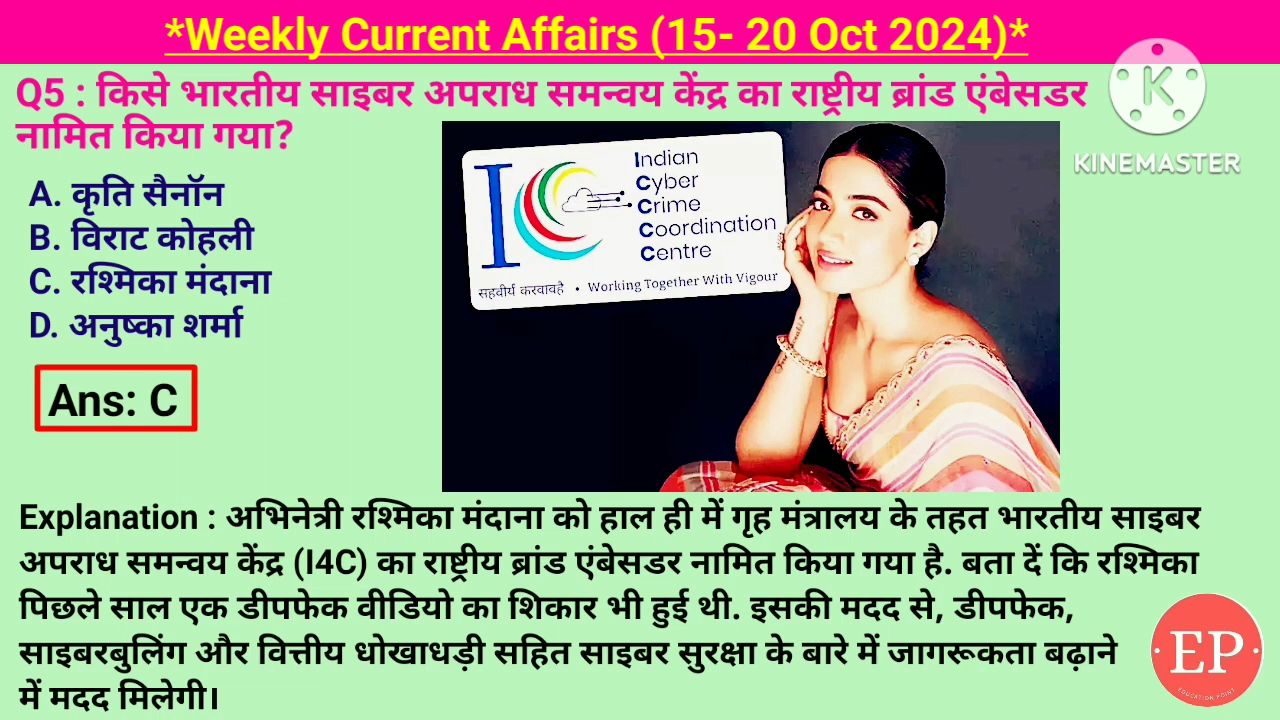 *Weekly Current Affairs (15- 20 Oct 2024)*
Q5 : किसे भारतीय साइबर अपराध समन्वय केंद्र का राष्ट्रीय ब्रांड एंबेसडर
नामित किया गया?
K
KINEMASTER
A. कृति सैनॉन
B. विराट कोहली
C. रश्मिका मंदाना
D. अनुष्का शर्मा
Ans: C
I
Indian
Cyber
Crime
Coordination
Centre
सहवीर्यं करवावहै • Working Together With Vigour
Explanation : अभिनेत्री रश्मिका मंदाना को हाल ही में गृह मंत्रालय के तहत भारतीय साइबर
अपराध समन्वय केंद्र (I4C) का राष्ट्रीय ब्रांड एंबेसडर नामित किया गया है. बता दें कि रश्मिका
पिछले साल एक डीपफेक वीडियो का शिकार भी हुई थी. इसकी मदद से, डीपफेक,
साइबरबुलिंग और वित्तीय धोखाधड़ी सहित साइबर सुरक्षा के बारे में जागरूकता बढ़ाने
में मदद मिलेगी।
EP
EDUCATION POINT